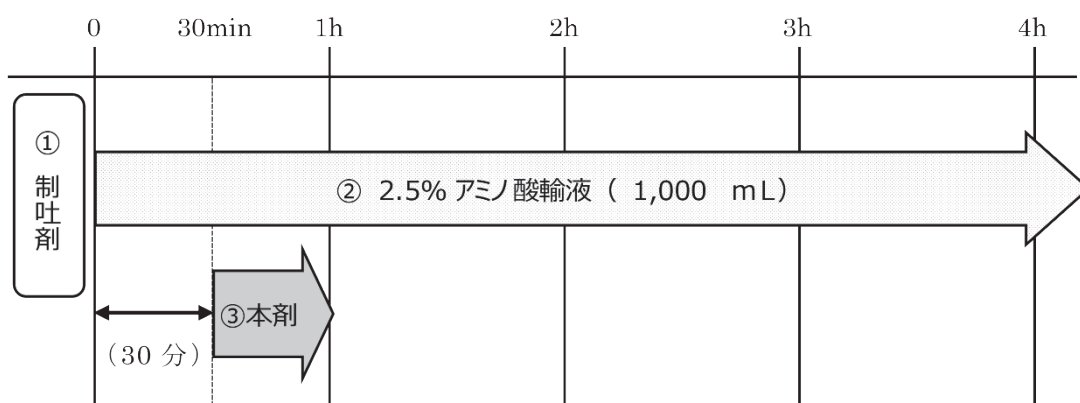 0 30min 1h 2h 3h 4h
① 制吐剤
② 2.5% アミノ酸輸液（ 1,000 mL）
③本剤
（30 分）